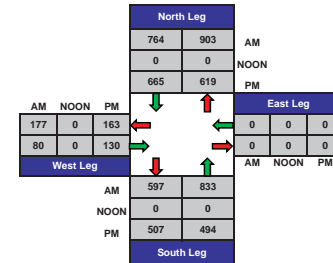 North Leg
764 903 AM
0 0 NOON
665 619 PM
AM NOON PM
East Leg
177 0 163
0 0 0
80 0 130
0 0 0
West Leg
AM NOON PM
AM 597 833
NOON 0 0
PM 507 494
South Leg